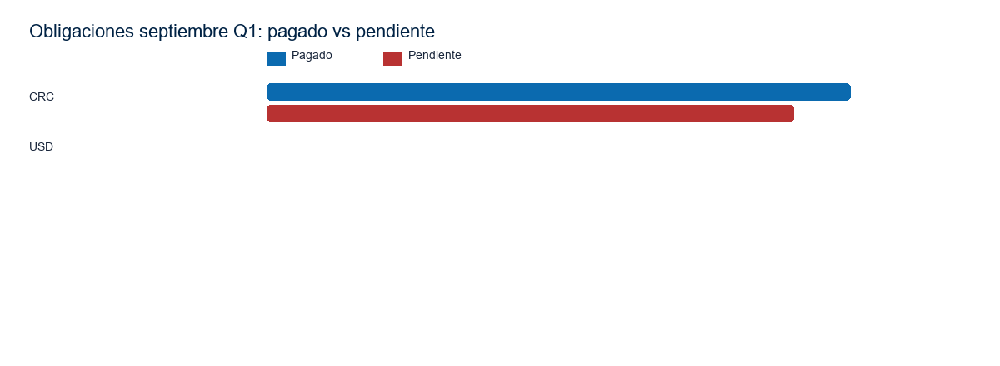 Obligaciones septiembre Q1: pagado vs pendiente
Pagado Pendiente
CRC
USD